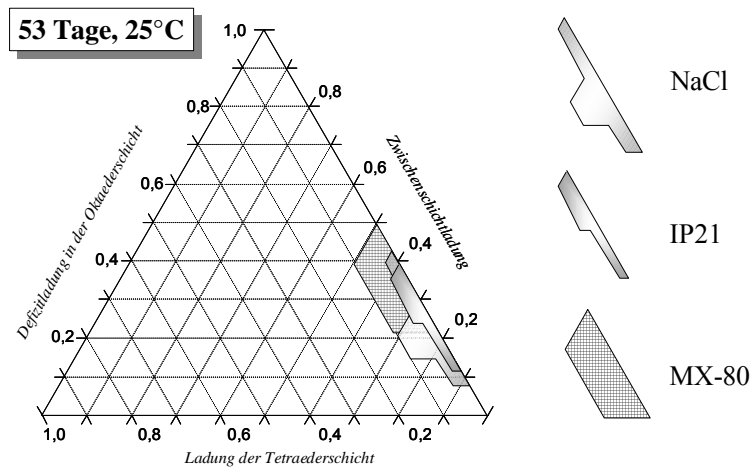 53 Tage, 25°C
1,0
0,8
0,8
0,6
0,6
0,4
0,4
0,2
0,2
1,0
0,8
0,6
0,4
0,2
Defizitladung in der Oktaederschicht
Zwischenschichtladung
Ladung der Tetraederschicht
NaCl
IP21
MX-80